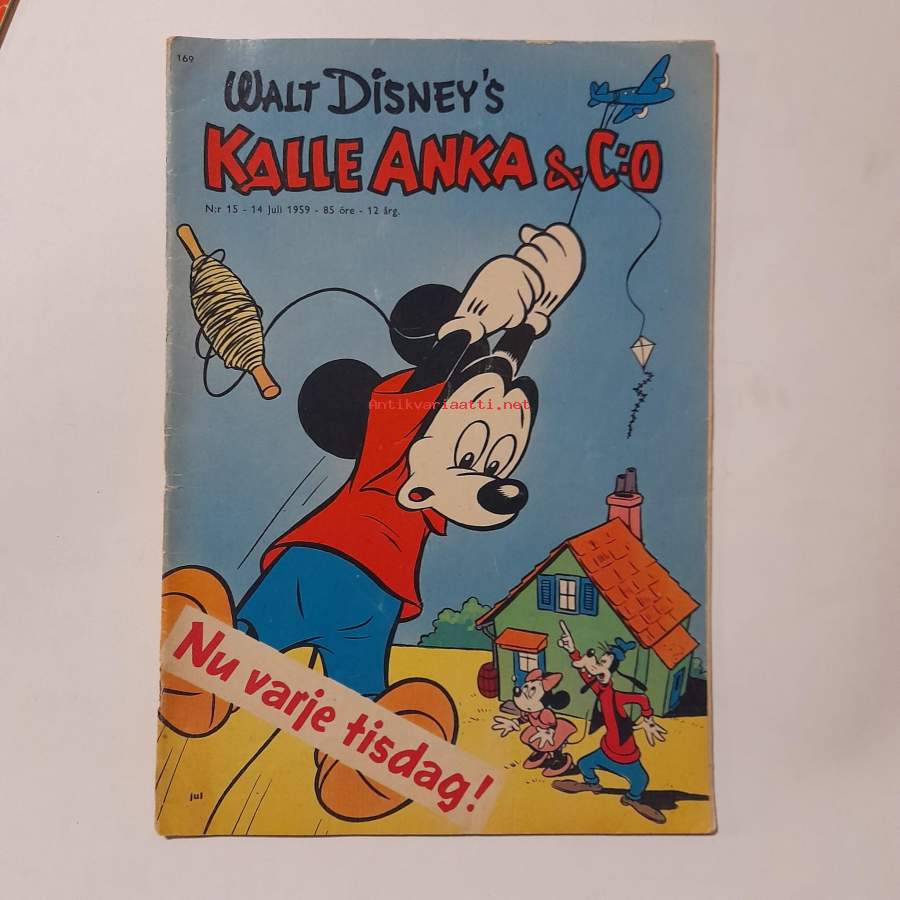 169
WALT DISNEY'S
KALLE ANKA & C:O
N:r 15 - 14 Juli 1959 - 85 öre - 12 årg.
Antikvariaatti.net
Nu varje tisdag!
jul